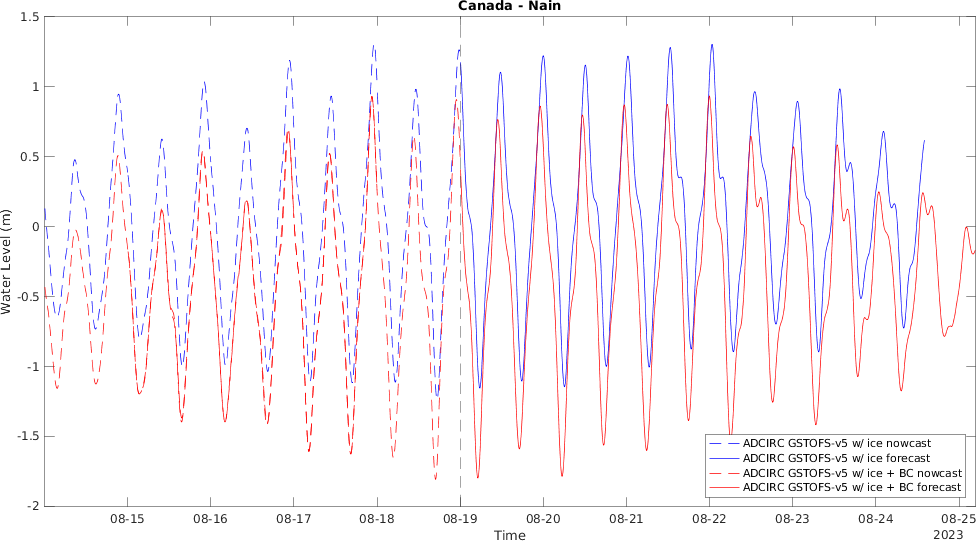 Canada - Nain
1.5
1
0.5
0
-0.5
-1
-1.5
-2
Water Level (m)
ADCIRC GSTOFS-v5 w/ ice nowcast
ADCIRC GSTOFS-v5 w/ ice forecast
ADCIRC GSTOFS-v5 w/ ice + BC nowcast
ADCIRC GSTOFS-v5 w/ ice + BC forecast
08-15 08-16 08-17 08-18 08-19 08-20 08-21 08-22 08-23 08-24 08-25
Time
2023